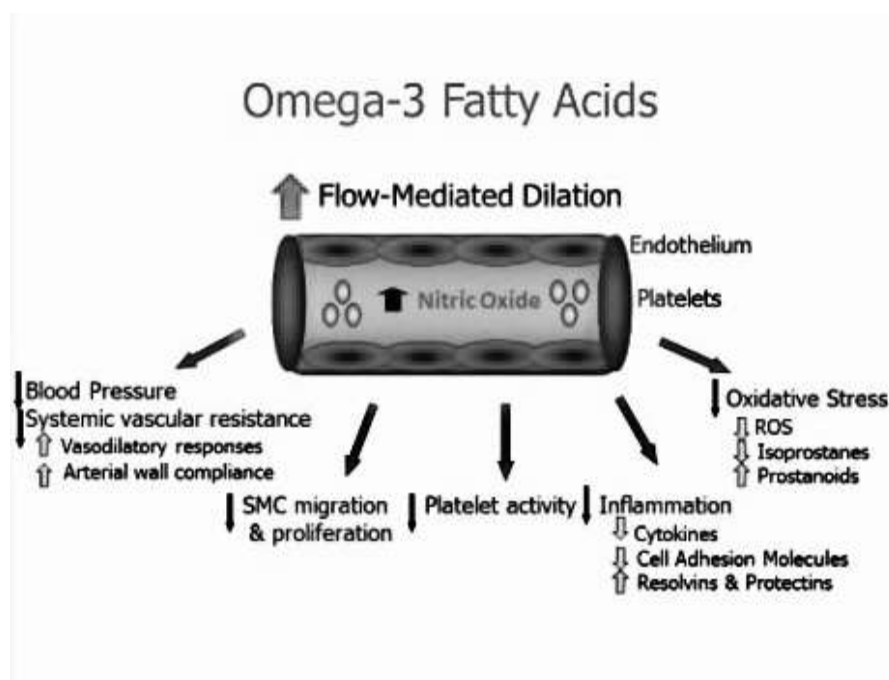 Omega-3 Fatty Acids
Flow-Mediated Dilation
Endothelium
Nitric Oxide
Platelets
Blood Pressure
Systemic vascular resistance
Vasodilatory responses
Arterial wall compliance
SMC migration
& proliferation
Platelet activity
Inflammation
Cytokines
Cell Adhesion Molecules
Resolvins & Protectins
Oxidative Stress
ROS
Isoprostanes
Prostanoids